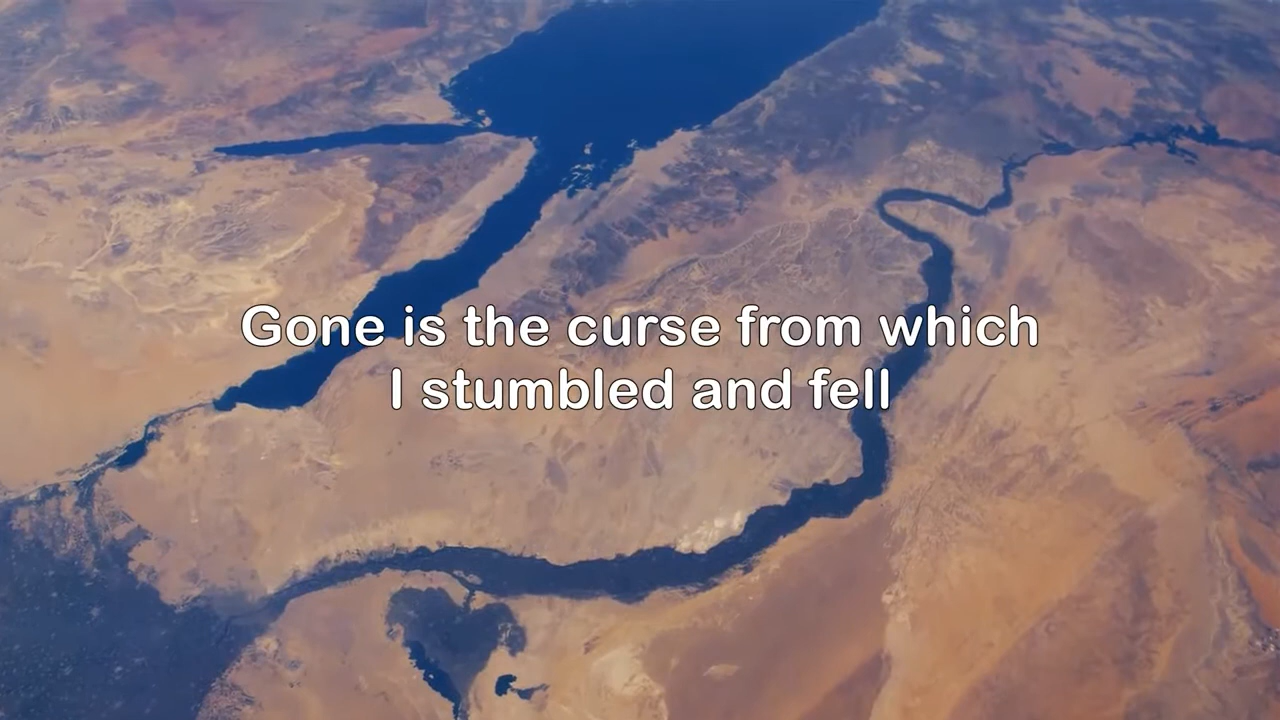 Gone is the curse from which
I stumbled and fell